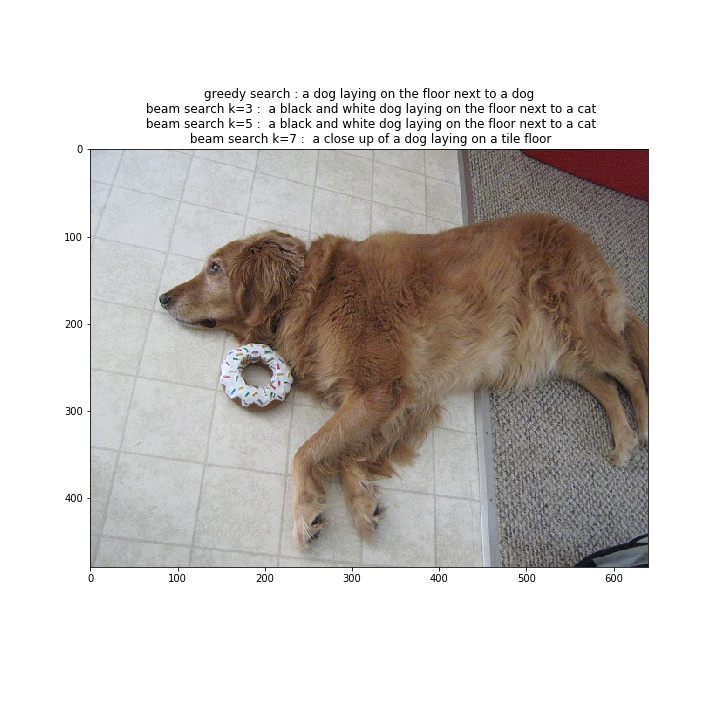 greedy search : a dog laying on the floor next to a dog
beam search k=3 :  a black and white dog laying on the floor next to a cat
beam search k=5 :  a black and white dog laying on the floor next to a cat
beam search k=7 :  a close up of a dog laying on a tile floor
0
100
200
300
400
0 100 200 300 400 500 600